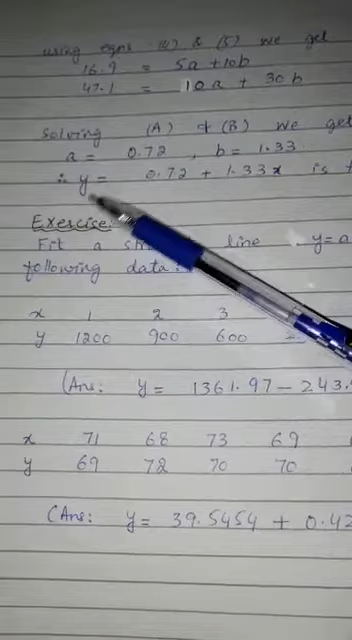 using eqns (4) & (5) we get
16.9 = 5a + 10b
47.1 = 10a + 30b
Solving (A) & (B) we get
a = 0.72, b = 1.33
∴ y = 0.72 + 1.33x is
Exercise:
Fit a line y = a
following data.
x 1 2 3
y 1200 900 600
(Ans: y = 1361.97 - 243.
x 71 68 73 69
y 69 72 70 70
(Ans: y = 39.5454 + 0.42